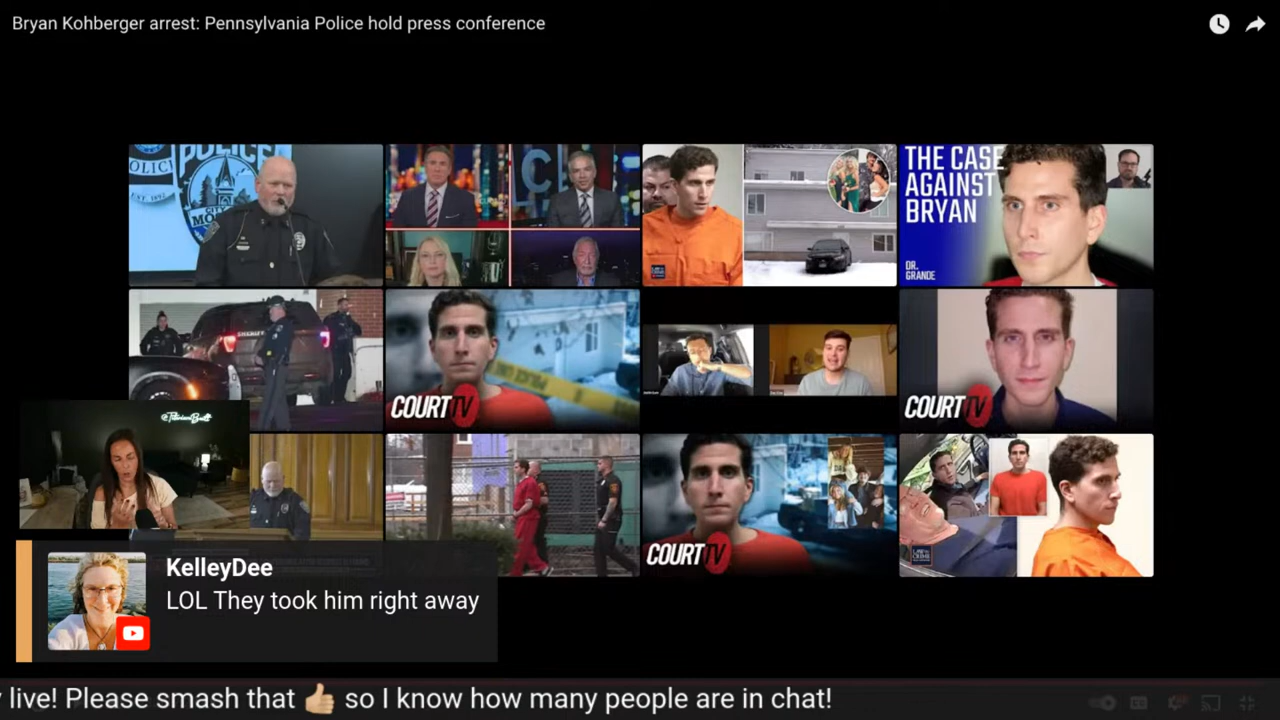 Bryan Kohberger arrest: Pennsylvania Police hold press conference
POLICE
THE CASE
AGAINST
BRYAN
DR.
GRANDE
SHERIFF
COURT TV
COURT TV
COURT TV
KelleyDee
LOL They took him right away
live! Please smash that 👍 so I know how many people are in chat!